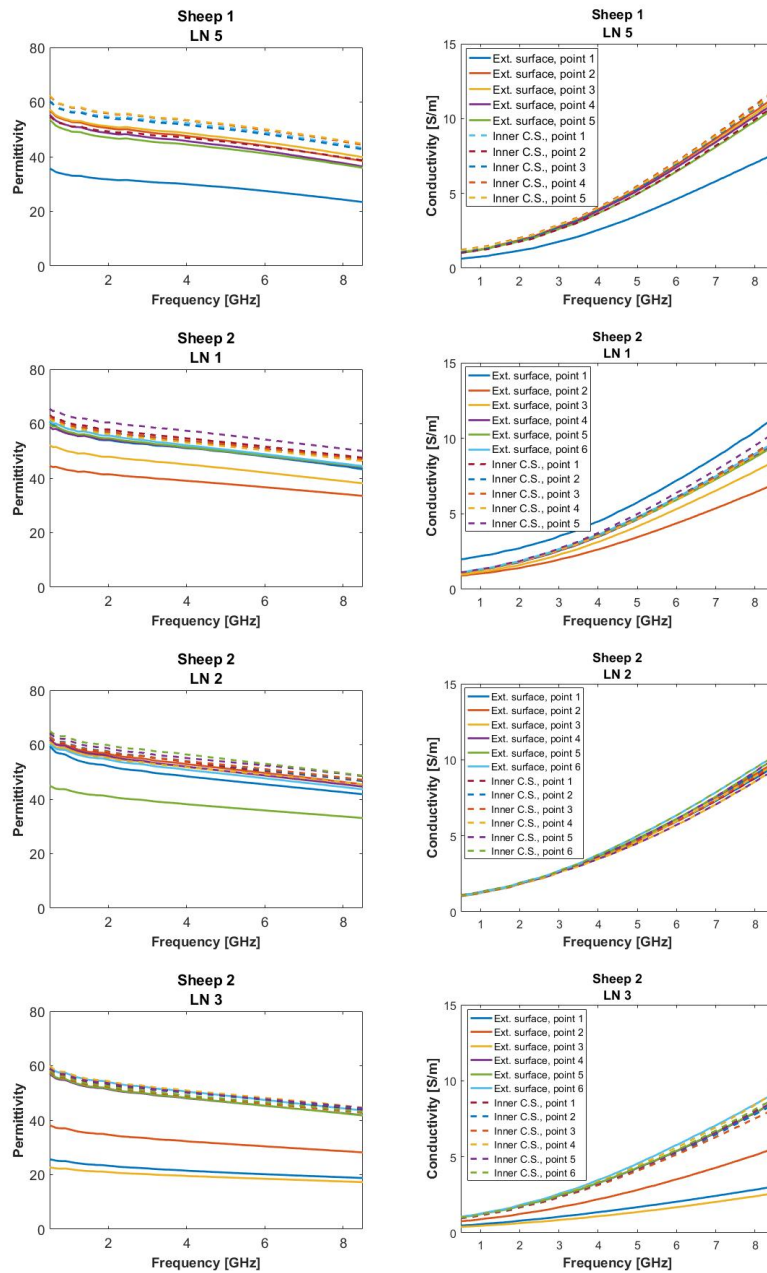 Sheep 1
LN 5
80
60
40
20
0
Permittivity
2 4 6 8
Frequency [GHz]
Sheep 1
LN 5
15
10
5
0
Conductivity [S/m]
Ext. surface, point 1
Ext. surface, point 2
Ext. surface, point 3
Ext. surface, point 4
Ext. surface, point 5
Inner C.S., point 1
Inner C.S., point 2
Inner C.S., point 3
Inner C.S., point 4
Inner C.S., point 5
1 2 3 4 5 6 7 8
Frequency [GHz]
Sheep 2
LN 1
80
60
40
20
0
Permittivity
2 4 6 8
Frequency [GHz]
Sheep 2
LN 1
15
10
5
0
Conductivity [S/m]
Ext. surface, point 1
Ext. surface, point 2
Ext. surface, point 3
Ext. surface, point 4
Ext. surface, point 5
Ext. surface, point 6
Inner C.S., point 1
Inner C.S., point 2
Inner C.S., point 3
Inner C.S., point 4
Inner C.S., point 5
1 2 3 4 5 6 7 8
Frequency [GHz]
Sheep 2
LN 2
80
60
40
20
0
Permittivity
2 4 6 8
Frequency [GHz]
Sheep 2
LN 2
15
10
5
0
Conductivity [S/m]
Ext. surface, point 1
Ext. surface, point 2
Ext. surface, point 3
Ext. surface, point 4
Ext. surface, point 5
Ext. surface, point 6
Inner C.S., point 1
Inner C.S., point 2
Inner C.S., point 3
Inner C.S., point 4
Inner C.S., point 5
Inner C.S., point 6
1 2 3 4 5 6 7 8
Frequency [GHz]
Sheep 2
LN 3
80
60
40
20
0
Permittivity
2 4 6 8
Frequency [GHz]
Sheep 2
LN 3
15
10
5
0
Conductivity [S/m]
Ext. surface, point 1
Ext. surface, point 2
Ext. surface, point 3
Ext. surface, point 4
Ext. surface, point 5
Ext. surface, point 6
Inner C.S., point 1
Inner C.S., point 2
Inner C.S., point 3
Inner C.S., point 4
Inner C.S., point 5
Inner C.S., point 6
1 2 3 4 5 6 7 8
Frequency [GHz]